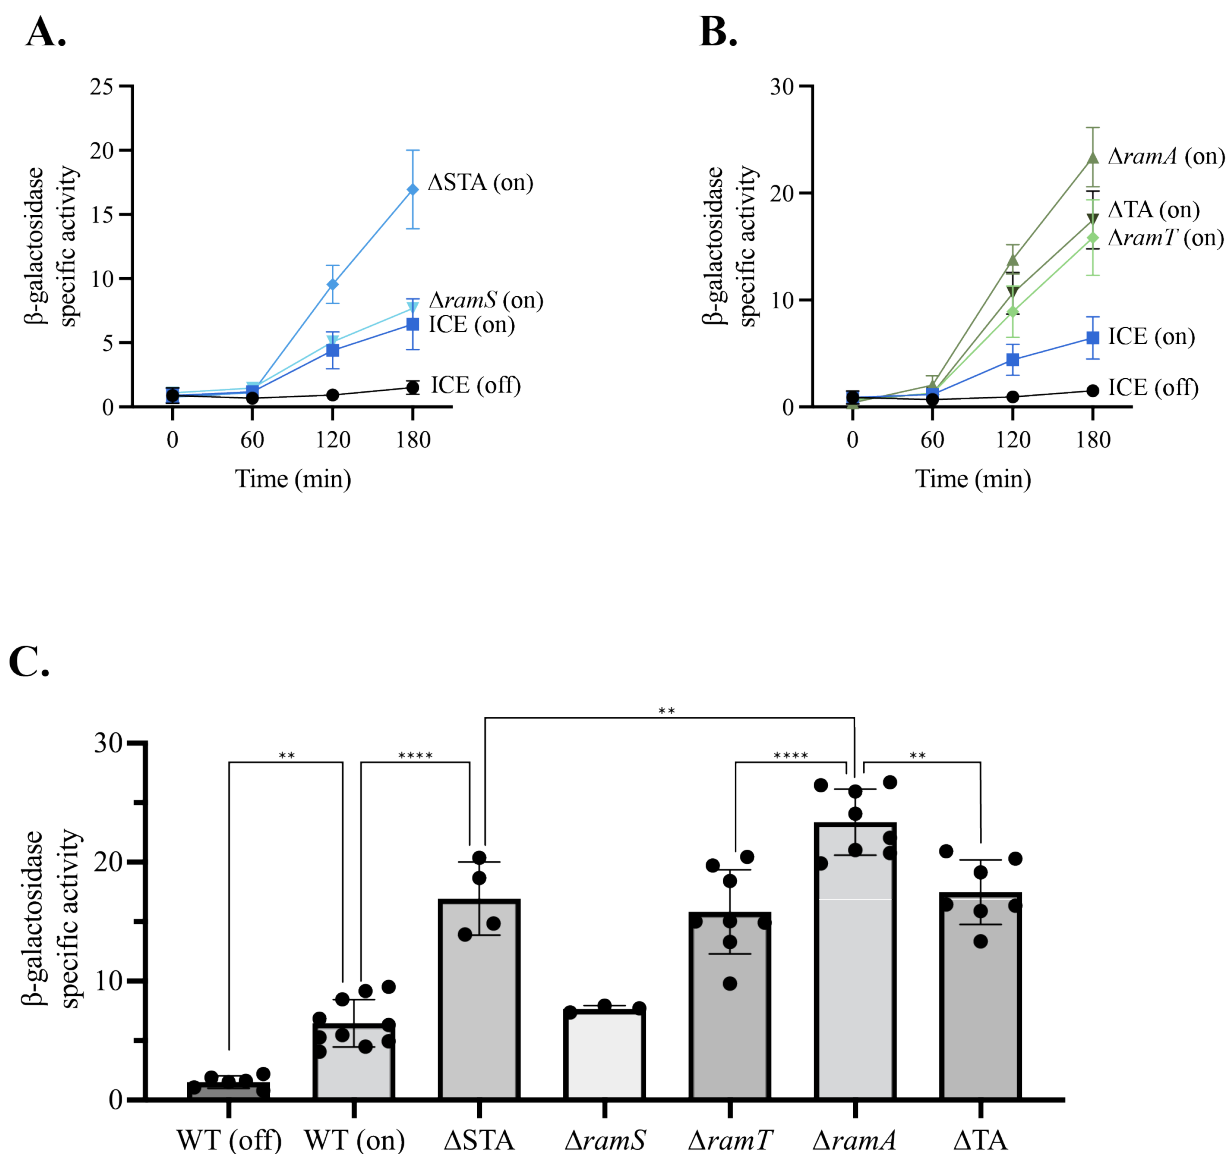 A.
25
20
15
10
5
0
β-galactosidase
specific activity
ΔSTA (on)
ΔramS (on)
ICE (on)
ICE (off)
0 60 120 180
Time (min)
B.
30
20
10
0
β-galactosidase
specific activity
ΔramA (on)
ΔTA (on)
ΔramT (on)
ICE (on)
ICE (off)
0 60 120 180
Time (min)
C.
**
** **** **** **
30
20
10
0
β-galactosidase
specific activity
WT (off) WT (on) ΔSTA ΔramS ΔramT ΔramA ΔTA